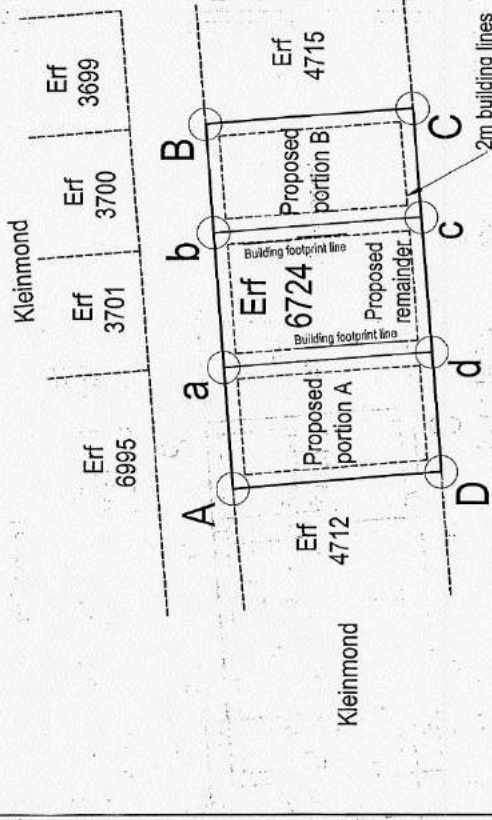 Kleinmond
Erf
6995
Erf
3701
Erf
3700
Erf
3699
A
a
b
B
Erf
4712
Proposed
portion A
Building footprint line
Erf
6724
Proposed
remainder
Building footprint line
Proposed
portion B
Erf
4715
D
d
c
C
2m building lines
Kleinmond